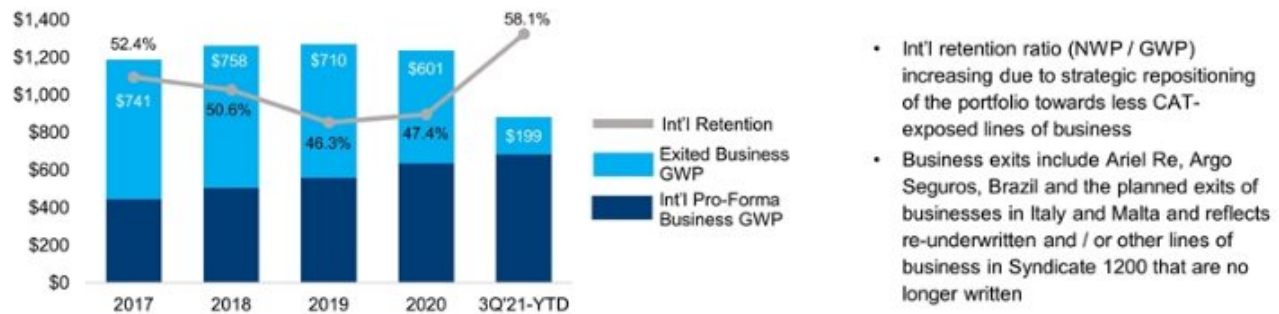 $1,400
$1,200
$1,000
$800
$600
$400
$200
$0
52.4%
$741
$758
50.6%
$710
46.3%
$601
47.4%
58.1%
$199
2017
2018
2019
2020
3Q'21-YTD
Int'l Retention
Exited Business
GWP
Int'l Pro-Forma
Business GWP
• Int'l retention ratio (NWP / GWP)
increasing due to strategic repositioning
of the portfolio towards less CAT-
exposed lines of business
• Business exits include Ariel Re, Argo
Seguros, Brazil and the planned exits of
businesses in Italy and Malta and reflects
re-underwritten and / or other lines of
business in Syndicate 1200 that are no
longer written